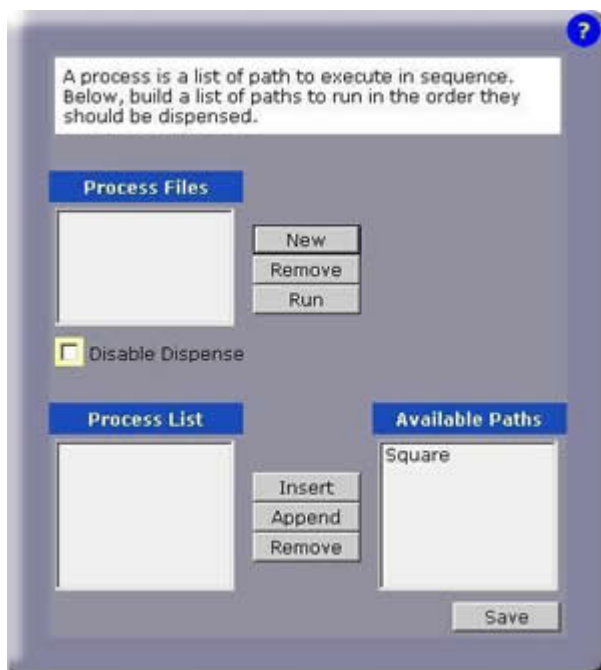 ?
A process is a list of path to execute in sequence.
Below, build a list of paths to run in the order they
should be dispensed.
Process Files
New
Remove
Run
Disable Dispense
Process List
Available Paths
Square
Insert
Append
Remove
Save